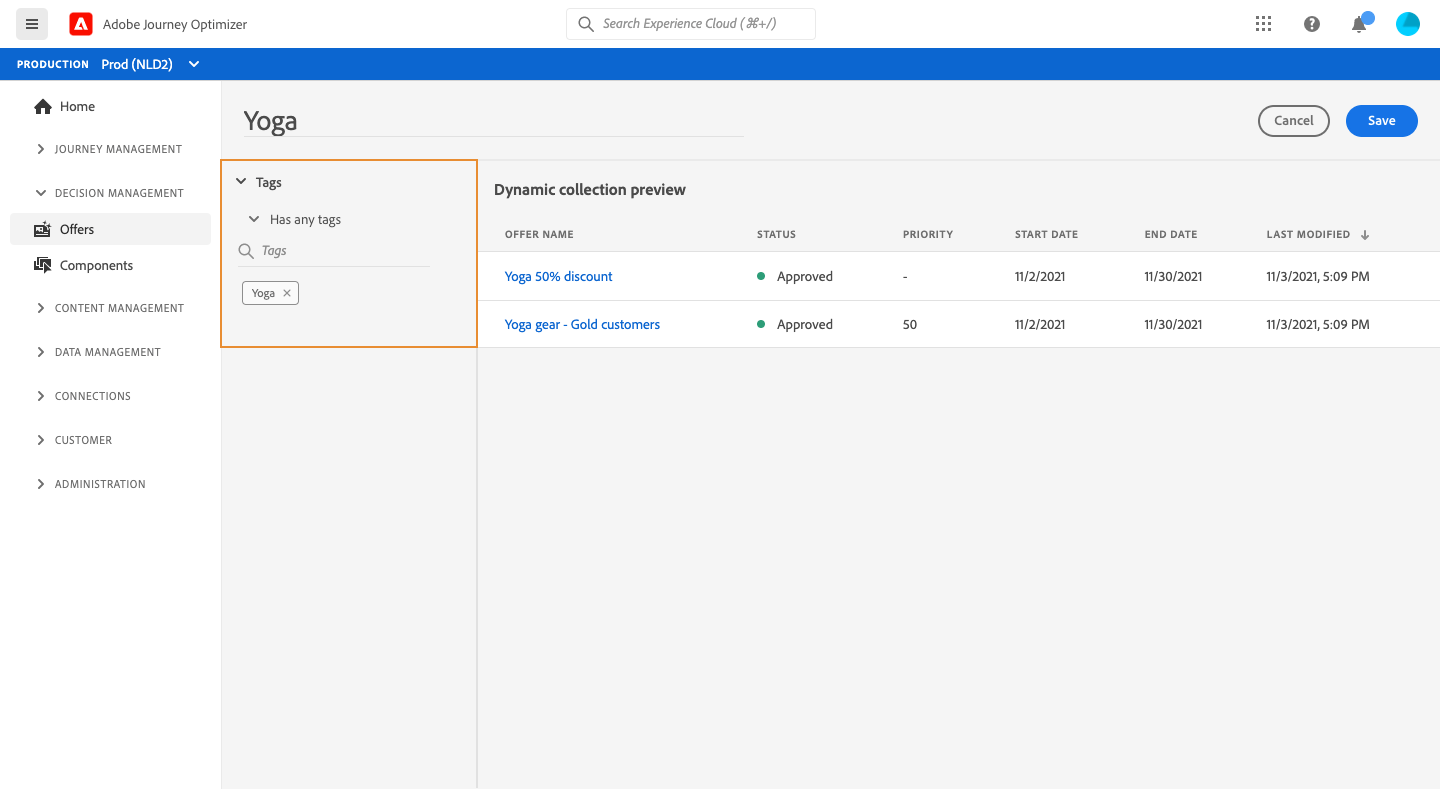 Adobe Journey Optimizer
Search Experience Cloud (⌘+/)
PRODUCTION Prod (NLD2)
Home
JOURNEY MANAGEMENT
DECISION MANAGEMENT
Offers
Components
CONTENT MANAGEMENT
DATA MANAGEMENT
CONNECTIONS
CUSTOMER
ADMINISTRATION
Yoga
Cancel
Save
Tags
Has any tags
Tags
Yoga ×
Dynamic collection preview
OFFER NAME STATUS PRIORITY START DATE END DATE LAST MODIFIED ↓
Yoga 50% discount Approved - 11/2/2021 11/30/2021 11/3/2021, 5:09 PM
Yoga gear - Gold customers Approved 50 11/2/2021 11/30/2021 11/3/2021, 5:09 PM